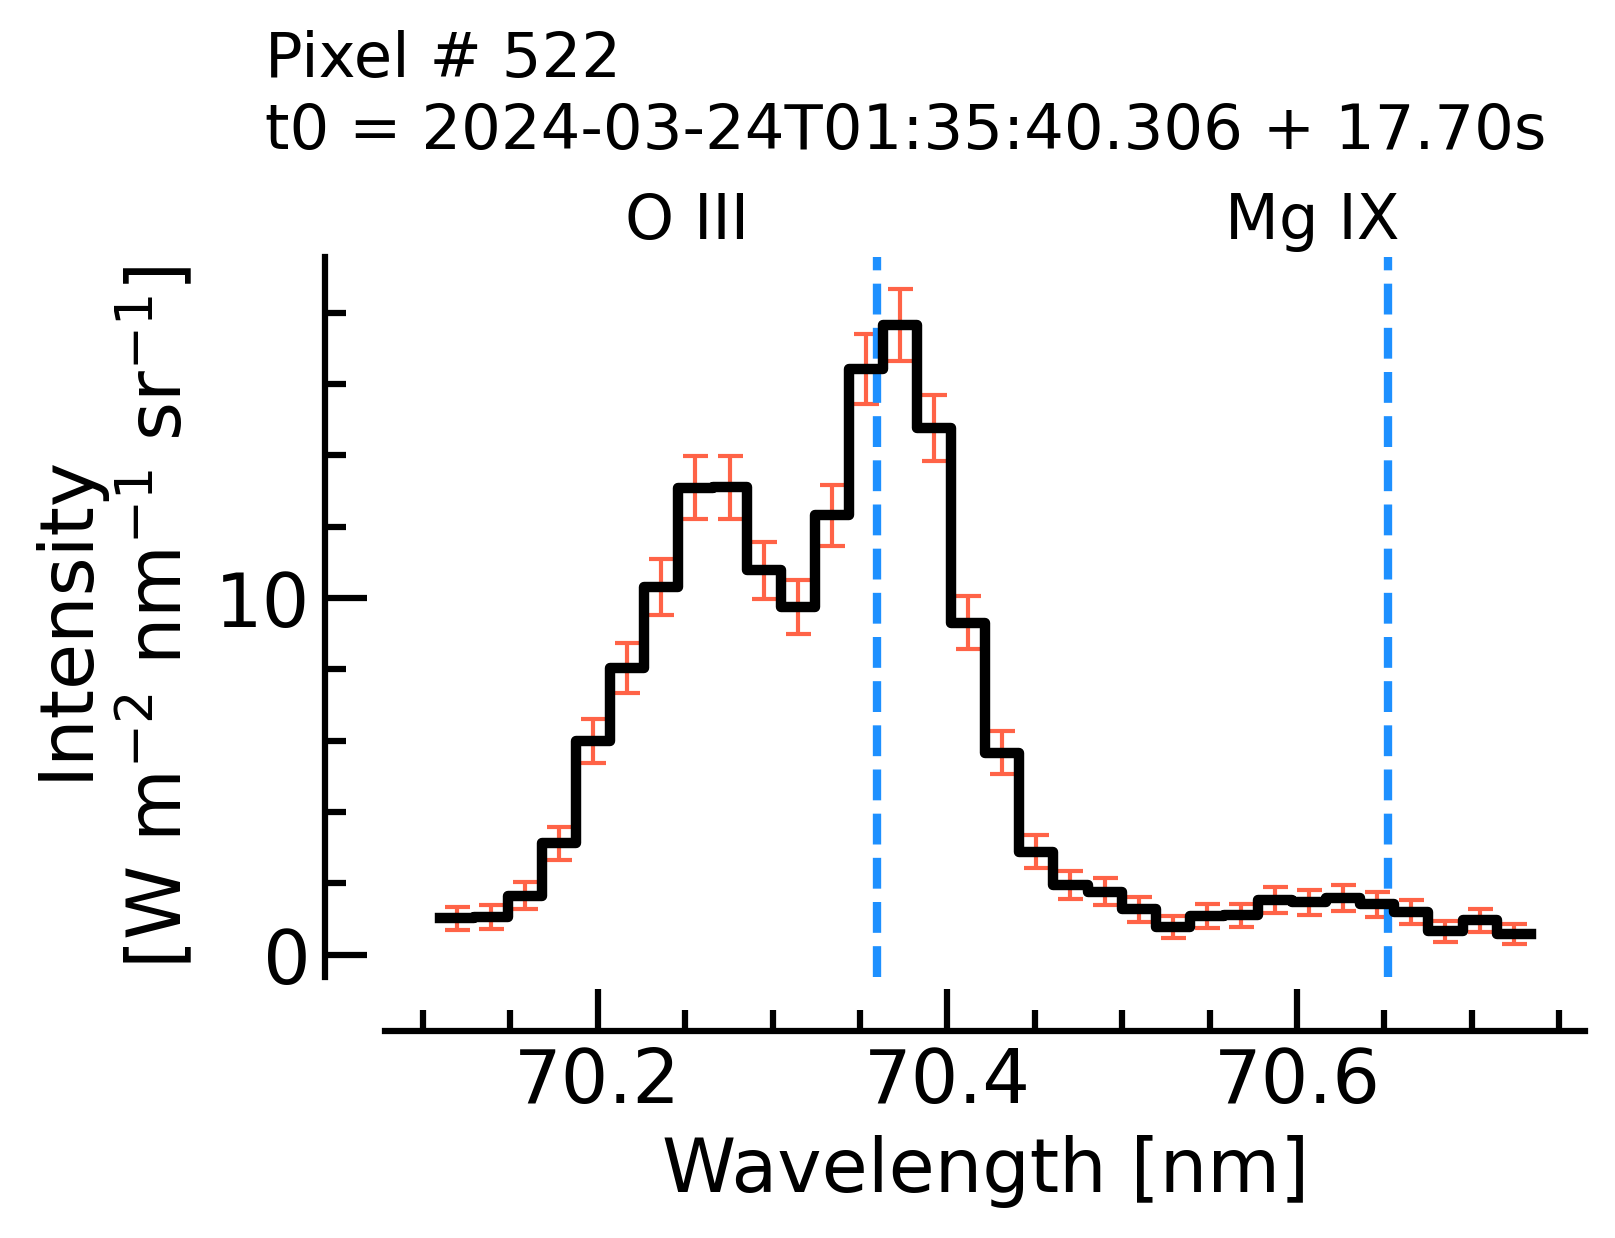 Pixel # 522
t0 = 2024-03-24T01:35:40.306 + 17.70s
O III
Mg IX
Intensity
[W m⁻² nm⁻¹ sr⁻¹]
10
0
70.2
70.4
70.6
Wavelength [nm]